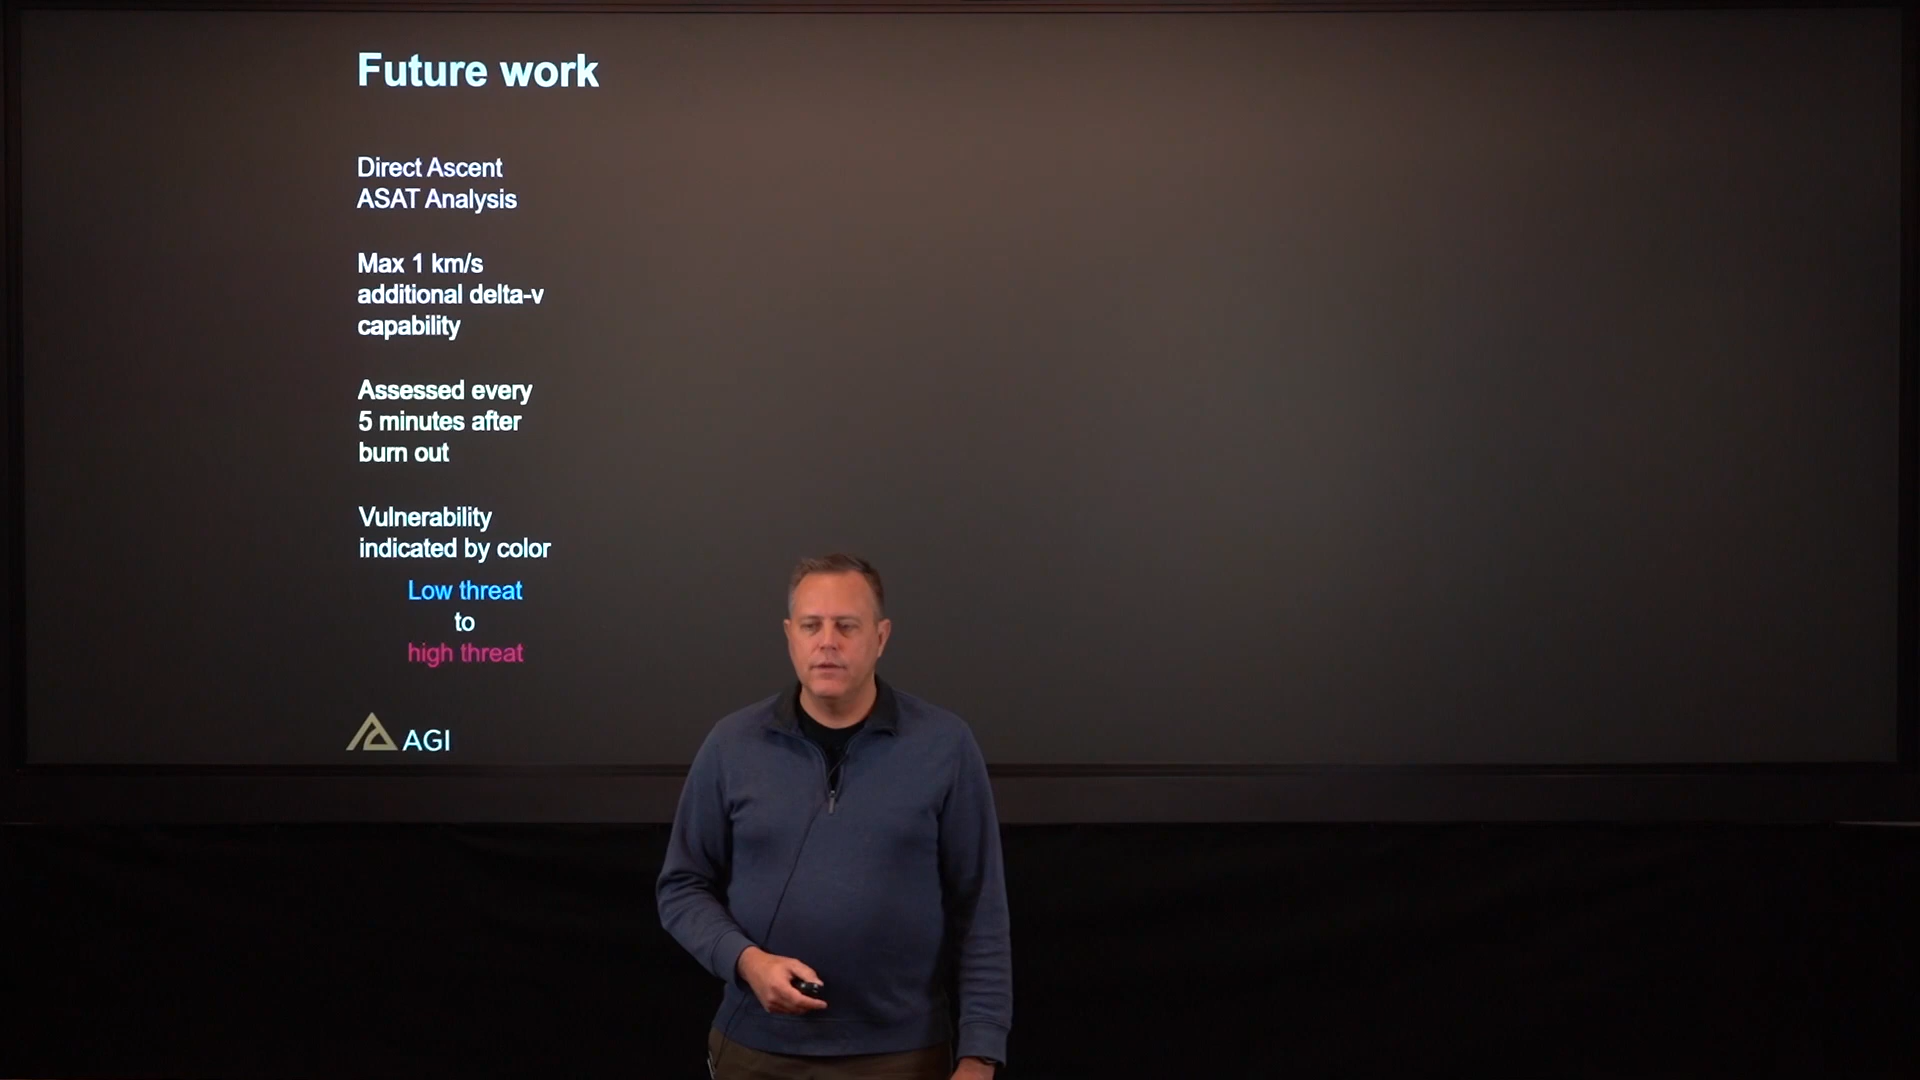 Future work
Direct Ascent
ASAT Analysis
Max 1 km/s
additional delta-v
capability
Assessed every
5 minutes after
burn out
Vulnerability
indicated by color
Low threat
to
high threat
AGI